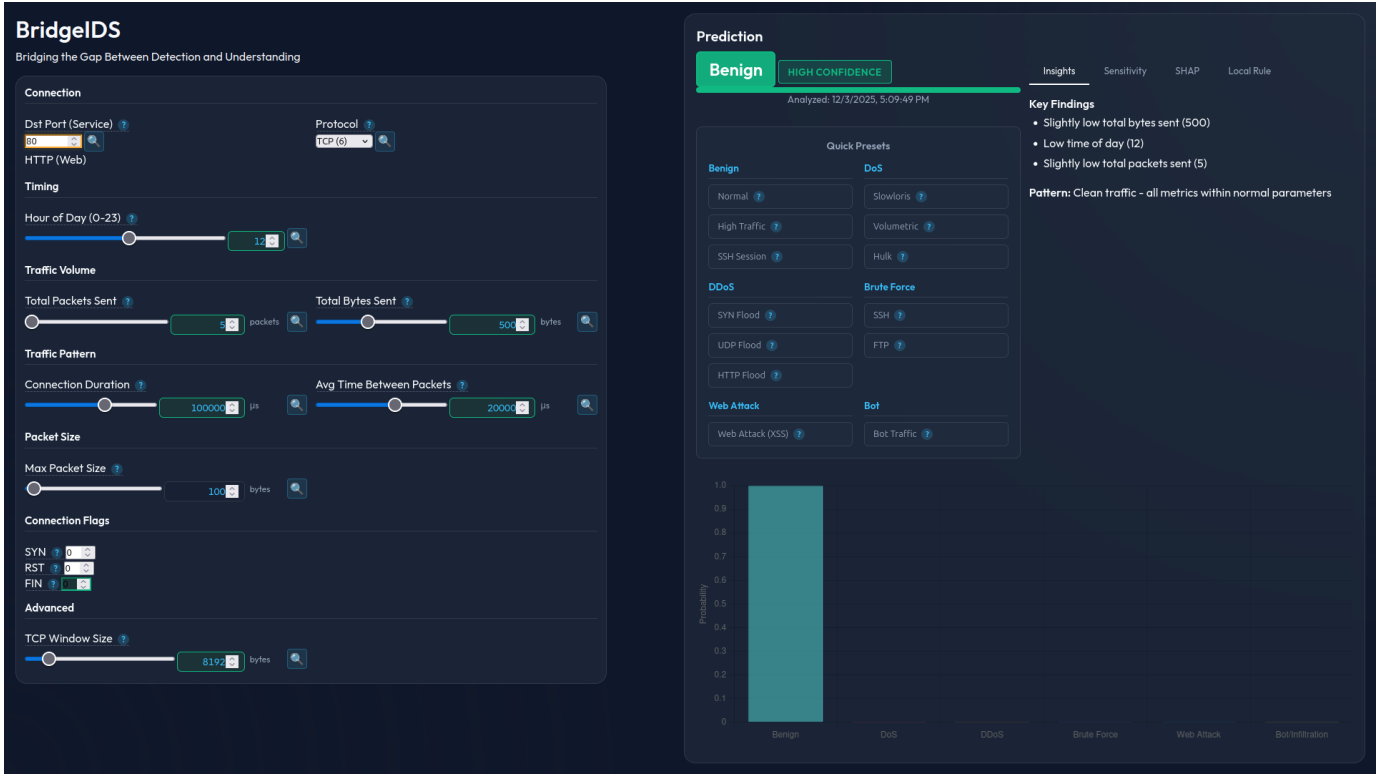 BridgeIDS
Bridging the Gap Between Detection and Understanding
Connection
Dst Port (Service) ?
80
HTTP (Web)
Protocol ?
TCP (6)
Timing
Hour of Day (0-23) ?
12
Traffic Volume
Total Packets Sent ?
5 packets
Total Bytes Sent ?
500 bytes
Traffic Pattern
Connection Duration ?
100000 µs
Avg Time Between Packets ?
20000 µs
Packet Size
Max Packet Size ?
100 bytes
Connection Flags
SYN ? 0
RST ? 0
FIN ?
Advanced
TCP Window Size ?
8192 bytes
Prediction
Benign HIGH CONFIDENCE
Analyzed: 12/3/2025, 5:09:49 PM
Quick Presets
Benign
Normal ?
High Traffic ?
SSH Session ?
DoS
Slowloris ?
Volumetric ?
Hulk ?
DDoS
SYN Flood ?
UDP Flood ?
HTTP Flood ?
Brute Force
SSH ?
FTP ?
Web Attack
Web Attack (XSS) ?
Bot
Bot Traffic ?
Insights Sensitivity SHAP Local Rule
Key Findings
• Slightly low total bytes sent (500)
• Low time of day (12)
• Slightly low total packets sent (5)
Pattern: Clean traffic - all metrics within normal parameters
Probability
1.0
0.9
0.8
0.7
0.6
0.5
0.4
0.3
0.2
0.1
0
Benign DoS DDoS Brute Force Web Attack Bot/Infiltration